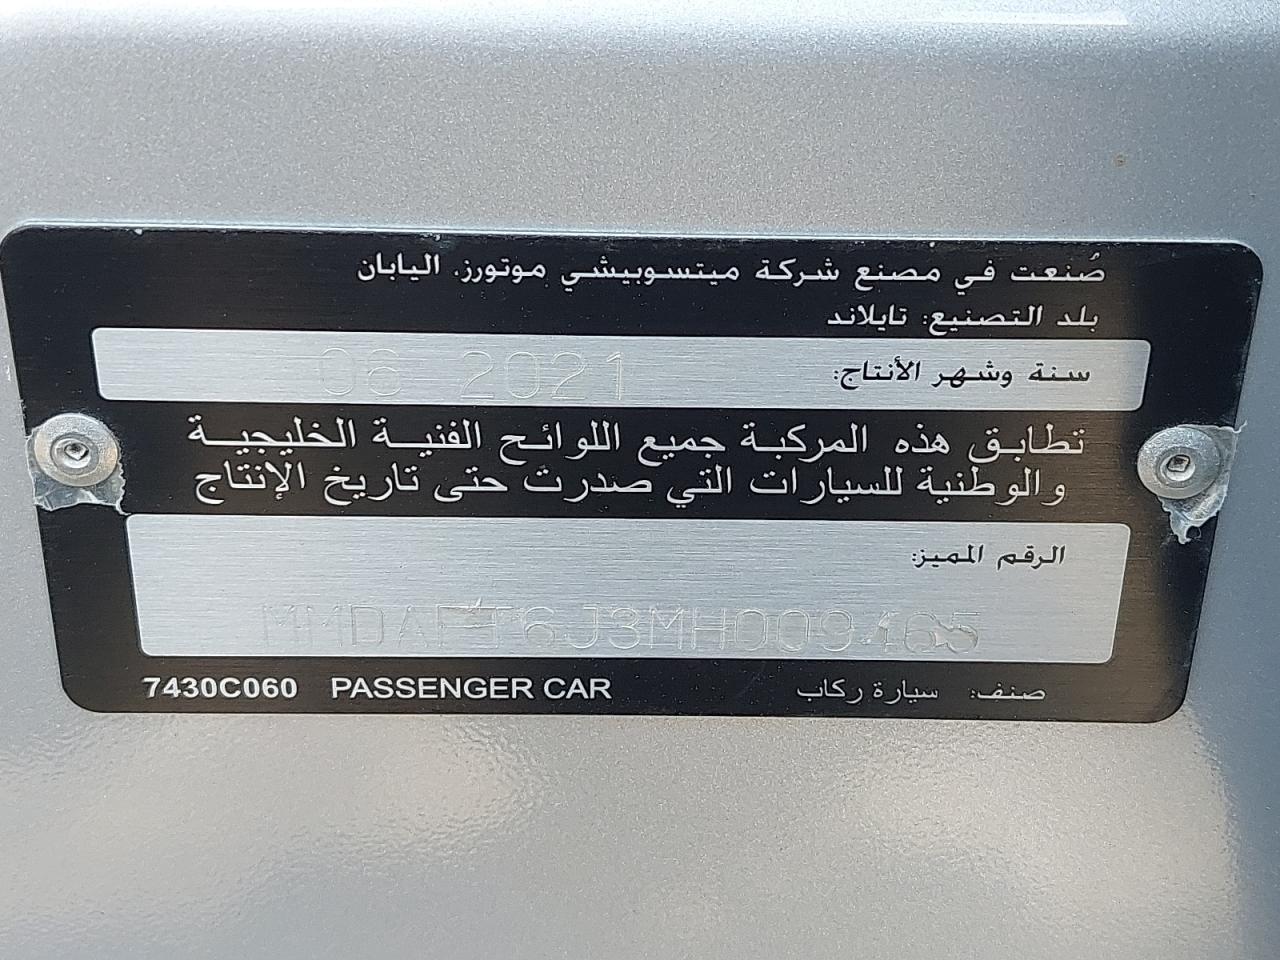 صُنعت في مصنع شركة ميتسوبيشي موتورز. اليابان
بلد التصنيع: تايلاند
سنة وشهر الأنتاج: 06 2021
تطابق هذه المركبة جميع اللوائح الفنية الخليجية
والوطنية للسيارات التي صدرت حتى تاريخ الإنتاج
الرقم المميز:
صنف: سيارة ركاب PASSENGER CAR 7430C060